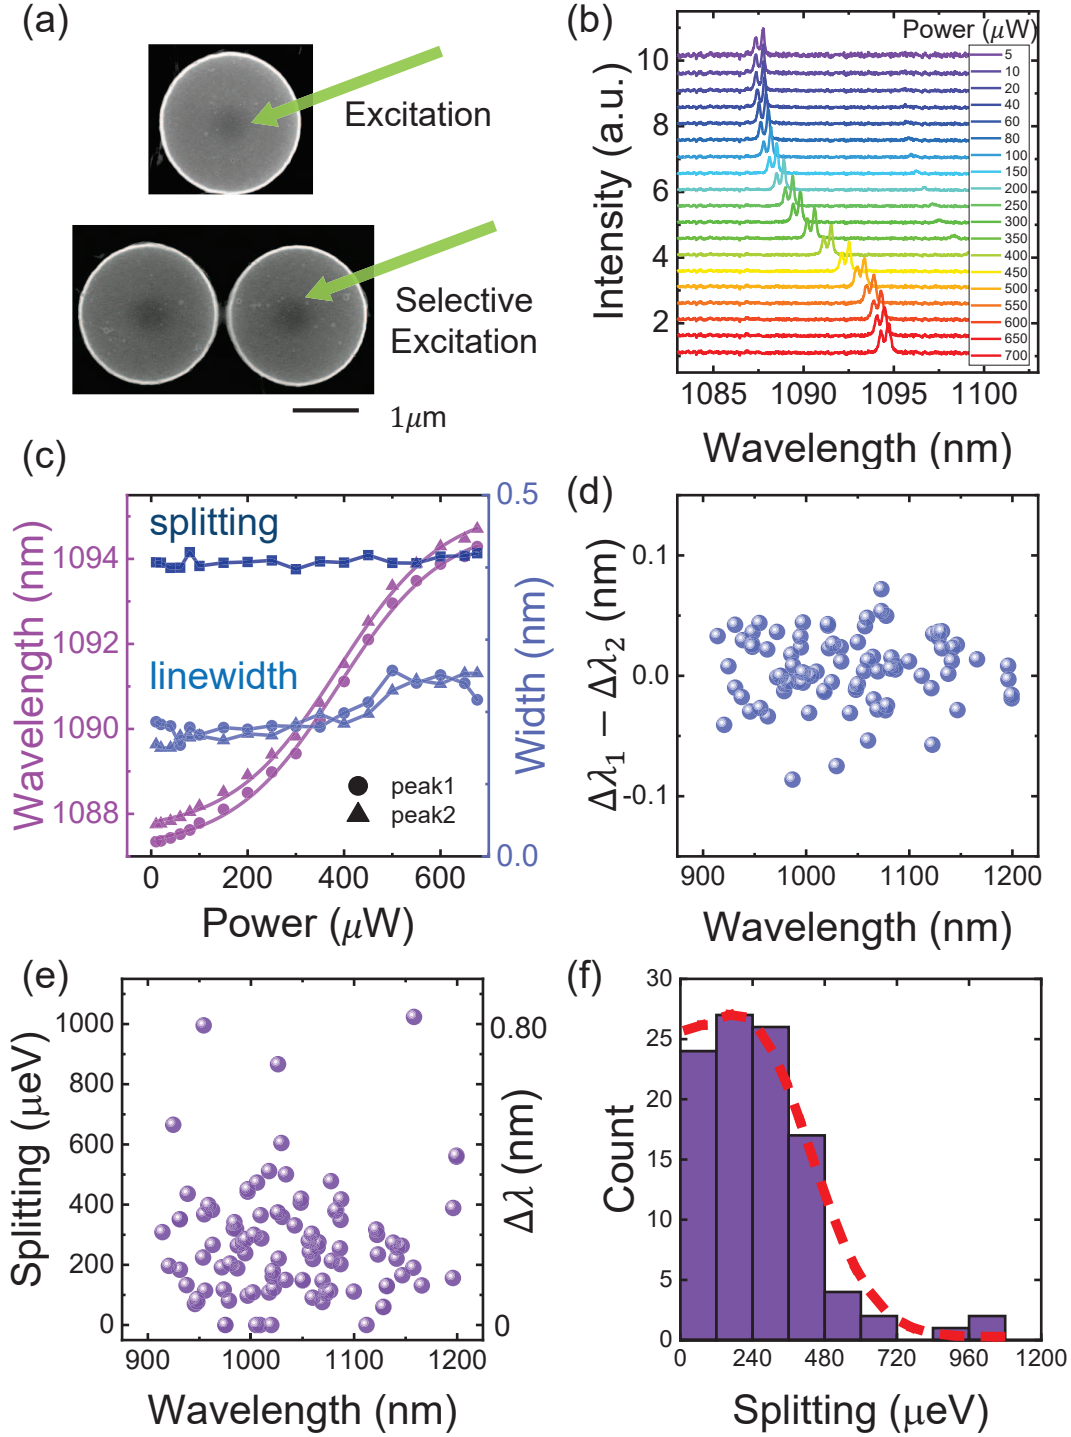 (a)
Excitation
Selective
Excitation
1μm
(b)
Power (μW)
5
10
20
40
60
80
100
150
200
250
300
350
400
450
500
550
600
650
700
10
8
6
4
2
Intensity (a.u.)
1085 1090 1095 1100
Wavelength (nm)
(c)
splitting
linewidth
peak1
peak2
1094
1092
1090
1088
Wavelength (nm)
0.5
0.0
Width (nm)
0 200 400 600
Power (μW)
(d)
0.1
0.0
-0.1
Δλ₁ − Δλ₂ (nm)
900 1000 1100 1200
Wavelength (nm)
(e)
1000
800
600
400
200
0
Splitting (μeV)
0.80
0
Δλ (nm)
900 1000 1100 1200
Wavelength (nm)
(f)
30
25
20
15
10
5
0
Count
0 240 480 720 960 1200
Splitting (μeV)